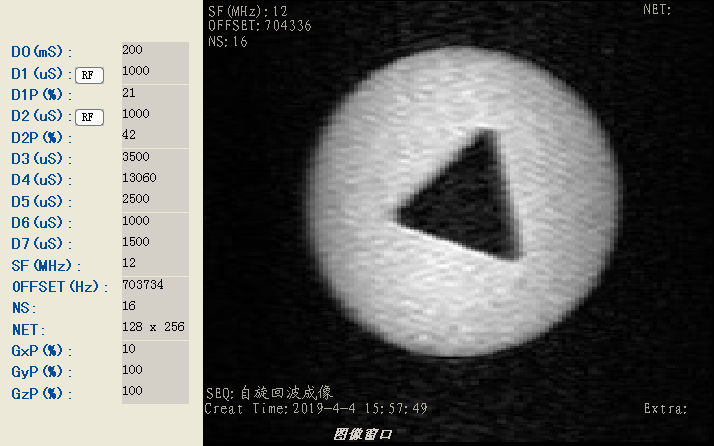 D0(mS): 200
D1(uS): RF 1000
D1P(%): 21
D2(uS): RF 1000
D2P(%): 42
D3(uS): 3500
D4(uS): 13060
D5(uS): 2500
D6(uS): 1000
D7(uS): 1500
SF(MHz): 12
OFFSET(Hz): 703734
NS: 16
NET: 128 x 256
GxP(%): 10
GyP(%): 100
GzP(%): 100
SF(MHz):12
OFFSET:704336
NS:16
NET:
SEQ:自旋回波成像
Creat Time:2019-4-4 15:57:49
Extra:
图像窗口